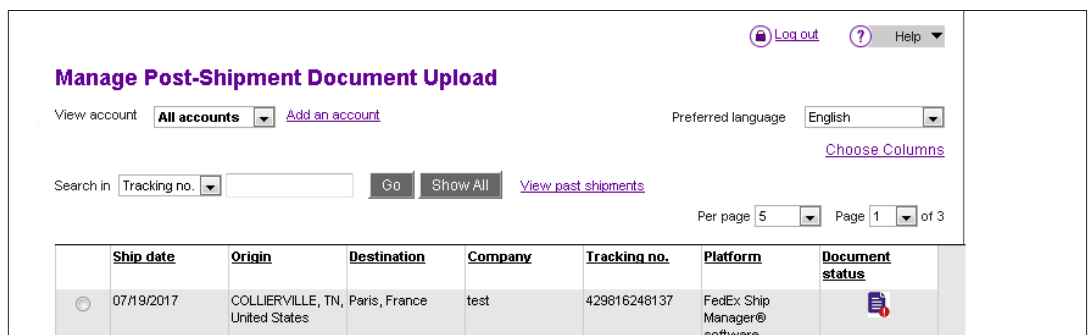 Log out ? Help
Manage Post-Shipment Document Upload
View account All accounts Add an account Preferred language English
Choose Columns
Search in Tracking no. Go Show All View past shipments
Per page 5 Page 1 of 3
Ship date Origin Destination Company Tracking no. Platform Document
status
07/19/2017 COLLIERVILLE, TN, Paris, France test 429816248137 FedEx Ship
United States Manager®
software